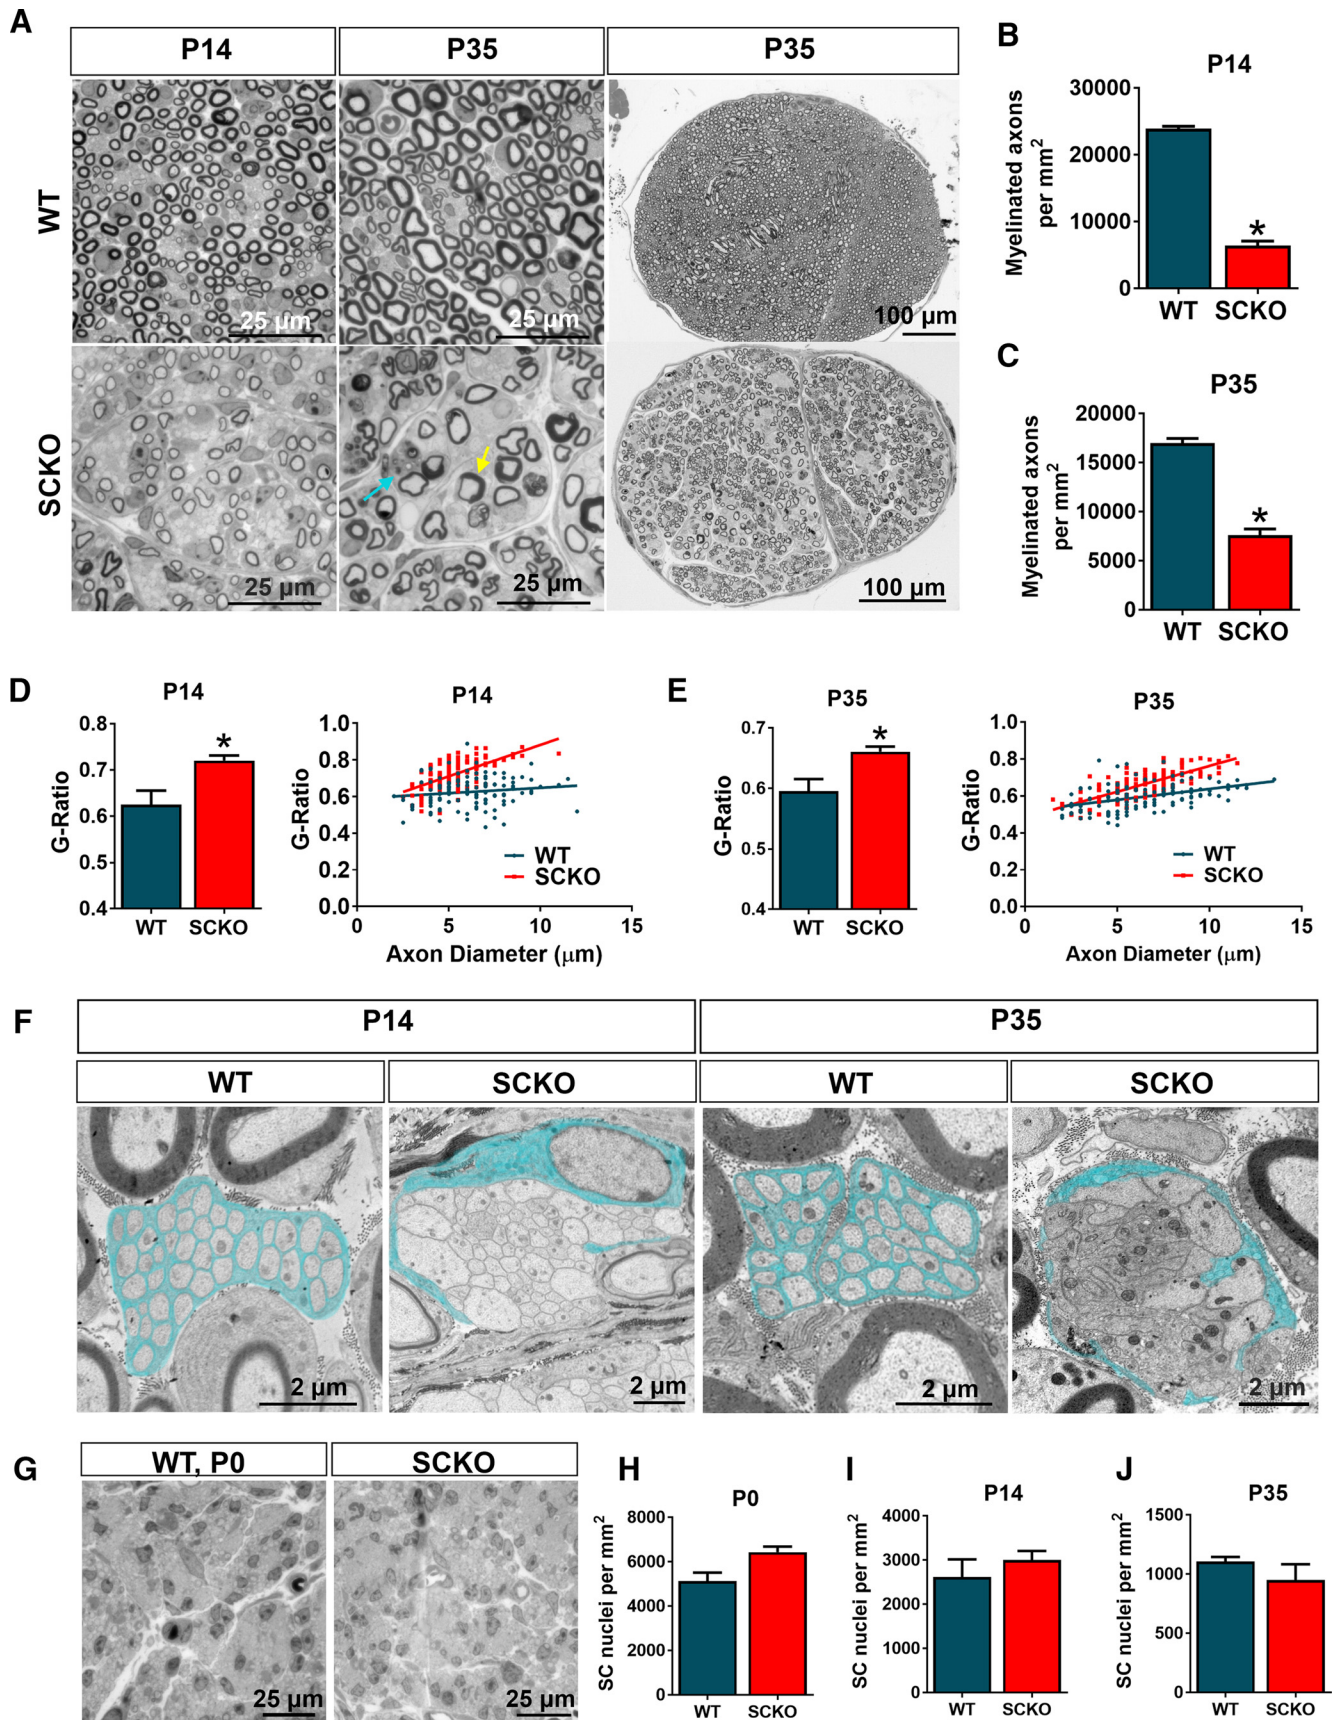 A
P14
P35
P35
WT
25 µm
25 µm
100 µm
SCKO
25 µm
25 µm
100 µm
B
P14
Myelinated axons
per mm2
30000
20000
10000
0
*
WT
SCKO
C
P35
Myelinated axons
per mm2
20000
15000
10000
5000
0
*
WT
SCKO
D
P14
G-Ratio
0.8
0.7
0.6
0.5
0.4
*
WT
SCKO
P14
G-Ratio
1.0
0.8
0.6
0.4
0.2
0.0
WT
SCKO
0
5
10
15
Axon Diameter (µm)
E
P35
G-Ratio
0.7
0.6
0.5
0.4
*
WT
SCKO
P35
G-Ratio
1.0
0.8
0.6
0.4
0.2
0.0
WT
SCKO
0
5
10
15
Axon Diameter (µm)
F
P14
P35
WT
SCKO
WT
SCKO
2 µm
2 µm
2 µm
2 µm
G
WT, P0
SCKO
25 µm
25 µm
H
P0
SC nuclei per mm2
8000
6000
4000
2000
0
WT
SCKO
I
P14
SC nuclei per mm2
4000
3000
2000
1000
0
WT
SCKO
J
P35
SC nuclei per mm2
1500
1000
500
0
WT
SCKO